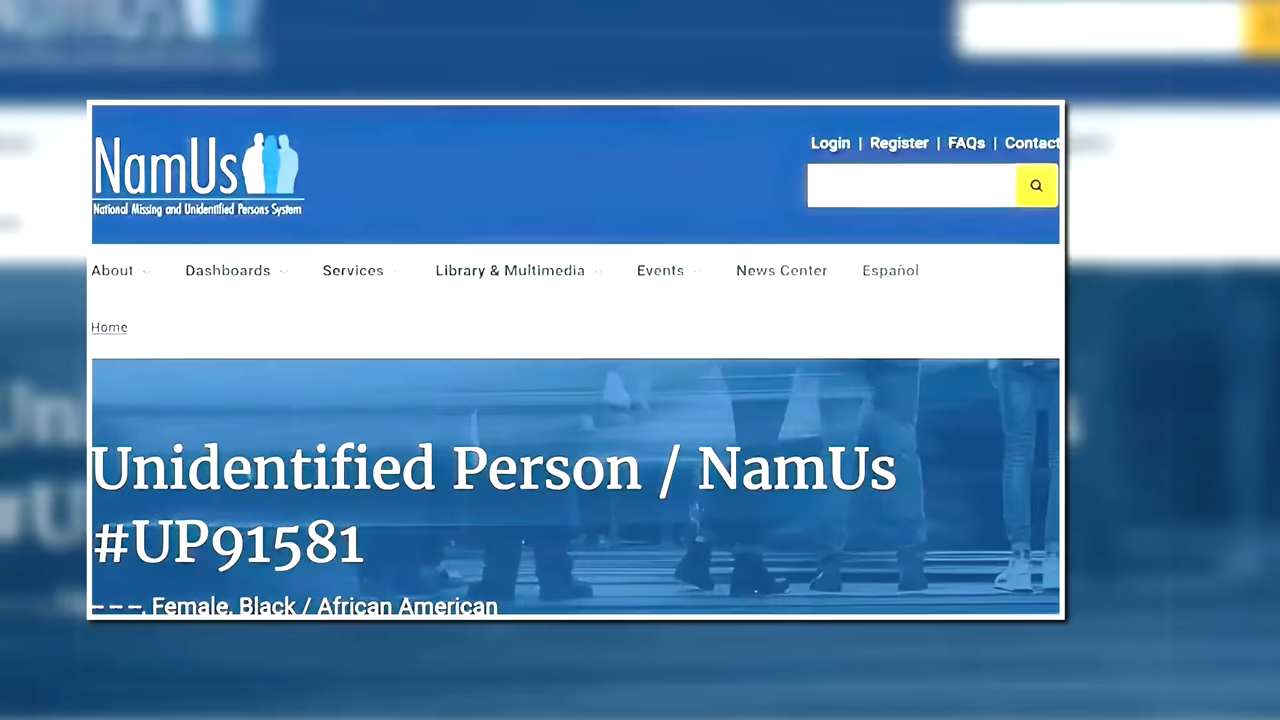 NamUs
National Missing and Unidentified Persons System
Login | Register | FAQs | Contact
About Dashboards Services Library & Multimedia Events News Center Español
Home
Unidentified Person / NamUs
#UP91581
– – –, Female, Black / African American